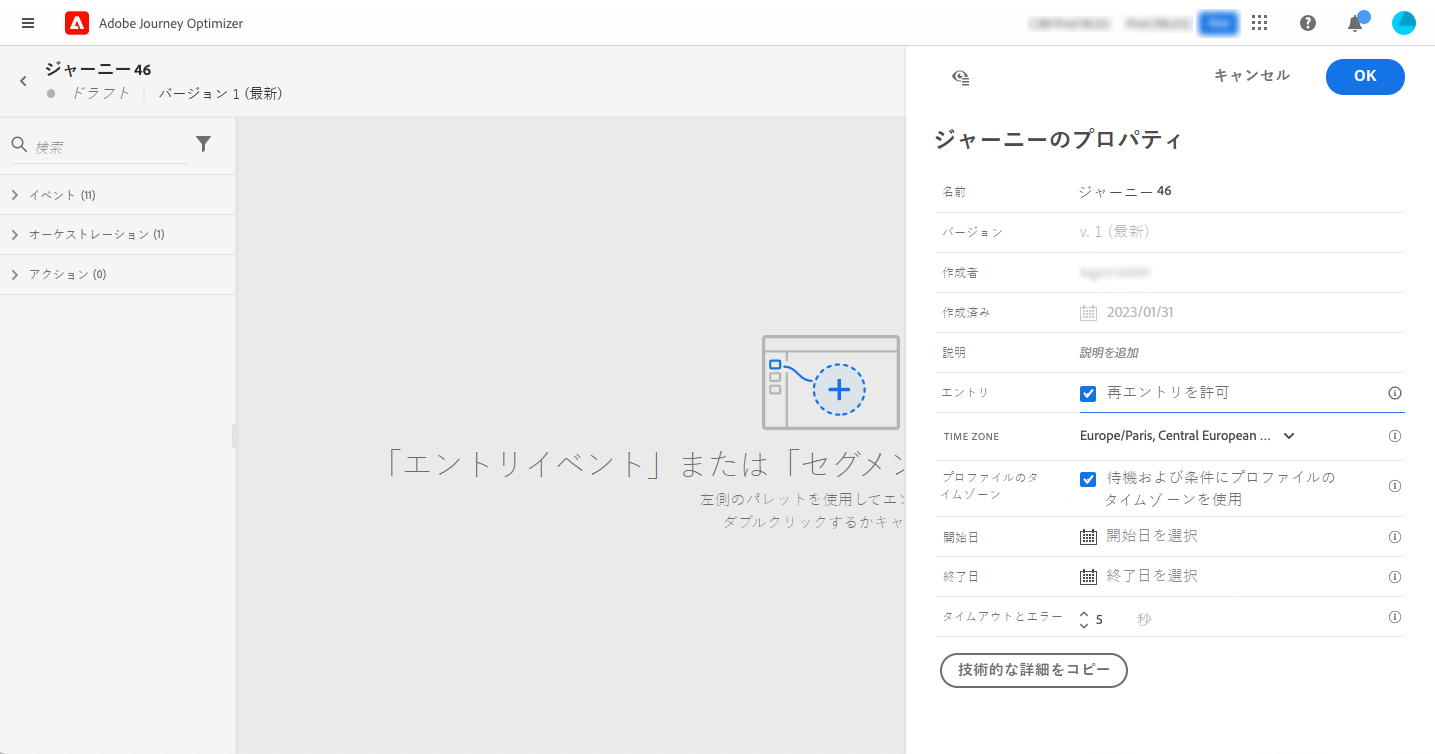 Adobe Journey Optimizer
ジャーニー 46
ドラフト
バージョン 1 (最新)
検索
イベント (11)
オーケストレーション (1)
アクション (0)
「エントリイベント」または「セグメン
左側のパレットを使用してエン
ダブルクリックするかキャ
キャンセル
OK
ジャーニーのプロパティ
名前
ジャーニー 46
バージョン
v. 1 (最新)
作成者
作成済み
2023/01/31
説明
説明を追加
エントリ
再エントリを許可
TIME ZONE
Europe/Paris, Central European ...
プロファイルのタ
イムゾーン
待機および条件にプロファイルの
タイムゾーンを使用
開始日
開始日を選択
終了日
終了日を選択
タイムアウトとエラー
5
秒
技術的な詳細をコピー